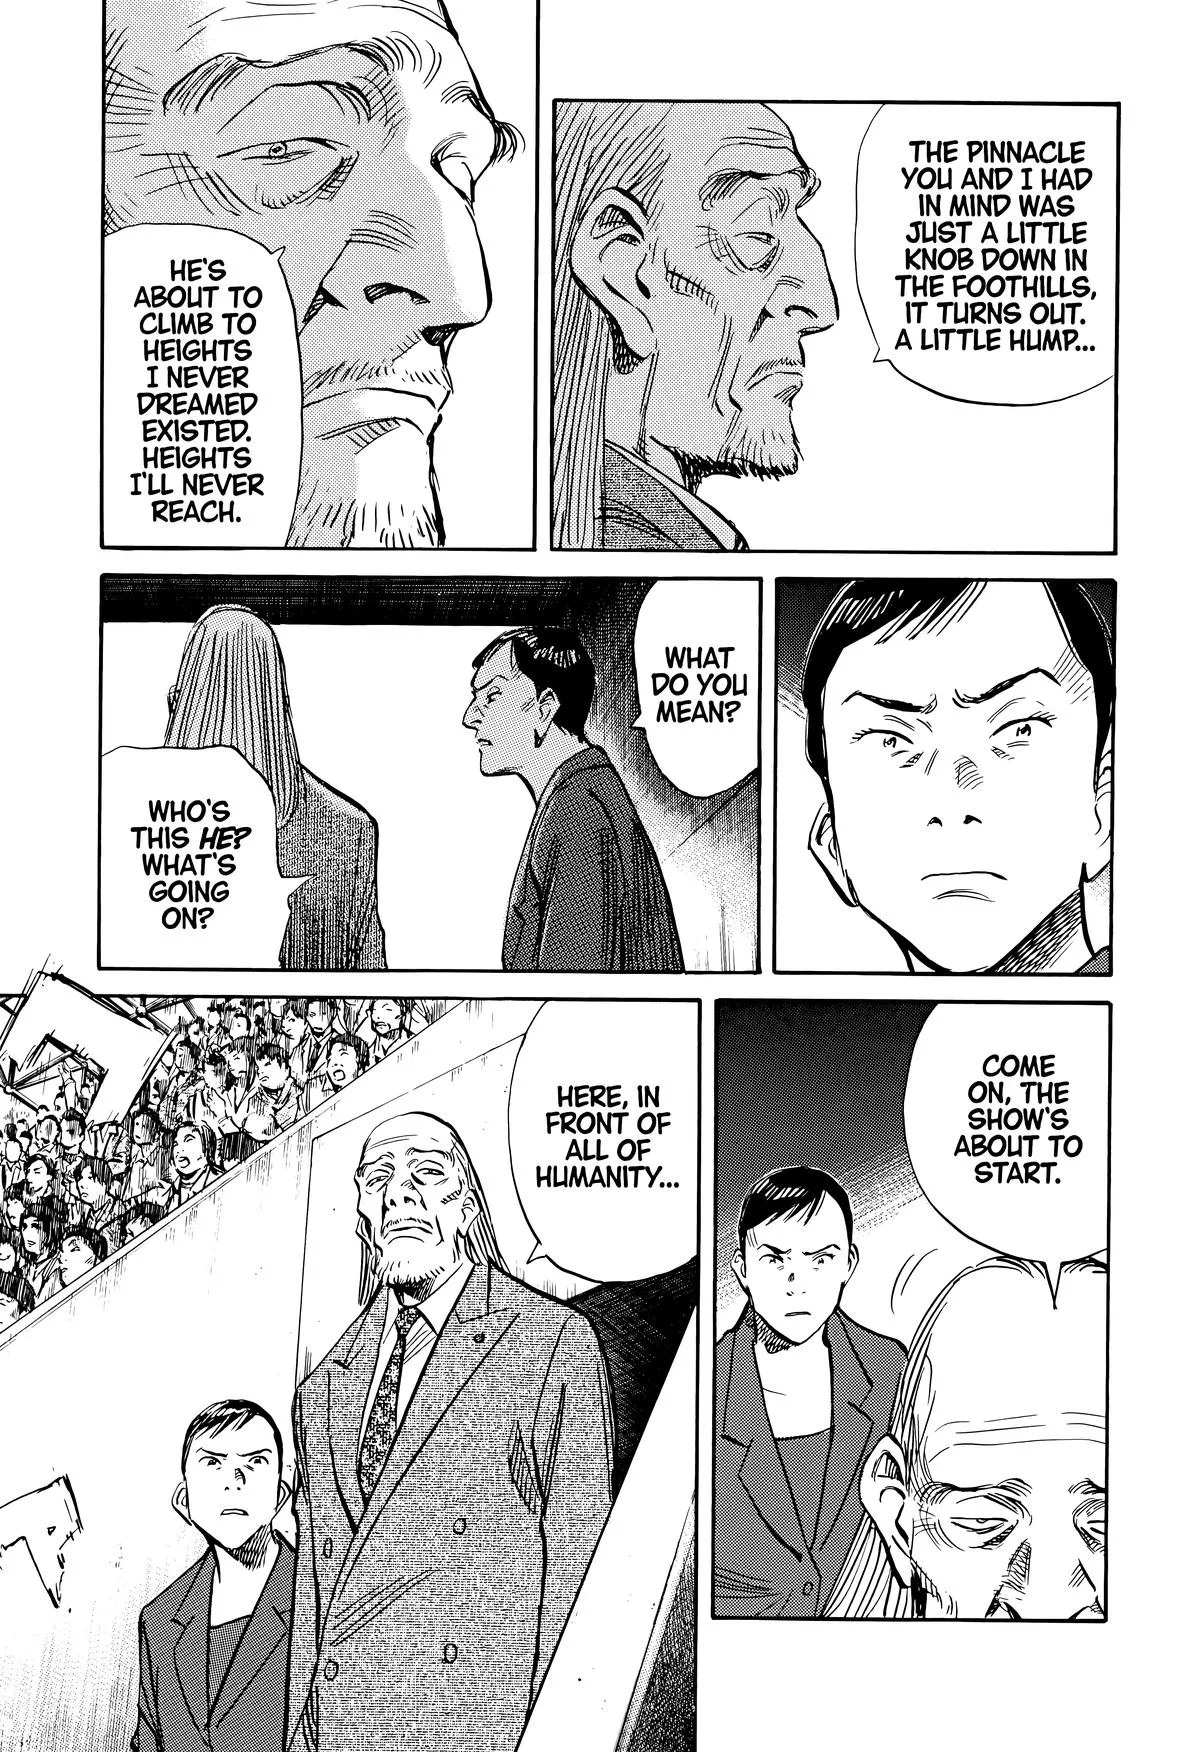 THE PINNACLE
YOU AND I HAD
IN MIND WAS
JUST A LITTLE
KNOB DOWN IN
THE FOOTHILLS,
IT TURNS OUT.
A LITTLE HUMP...
HE'S
ABOUT TO
CLIMB TO
HEIGHTS
I NEVER
DREAMED
EXISTED.
HEIGHTS
I'LL NEVER
REACH.
WHAT
DO YOU
MEAN?
WHO'S
THIS HE?
WHAT'S
GOING
ON?
COME
ON, THE
SHOW'S
ABOUT TO
START.
HERE, IN
FRONT OF
ALL OF
HUMANITY...